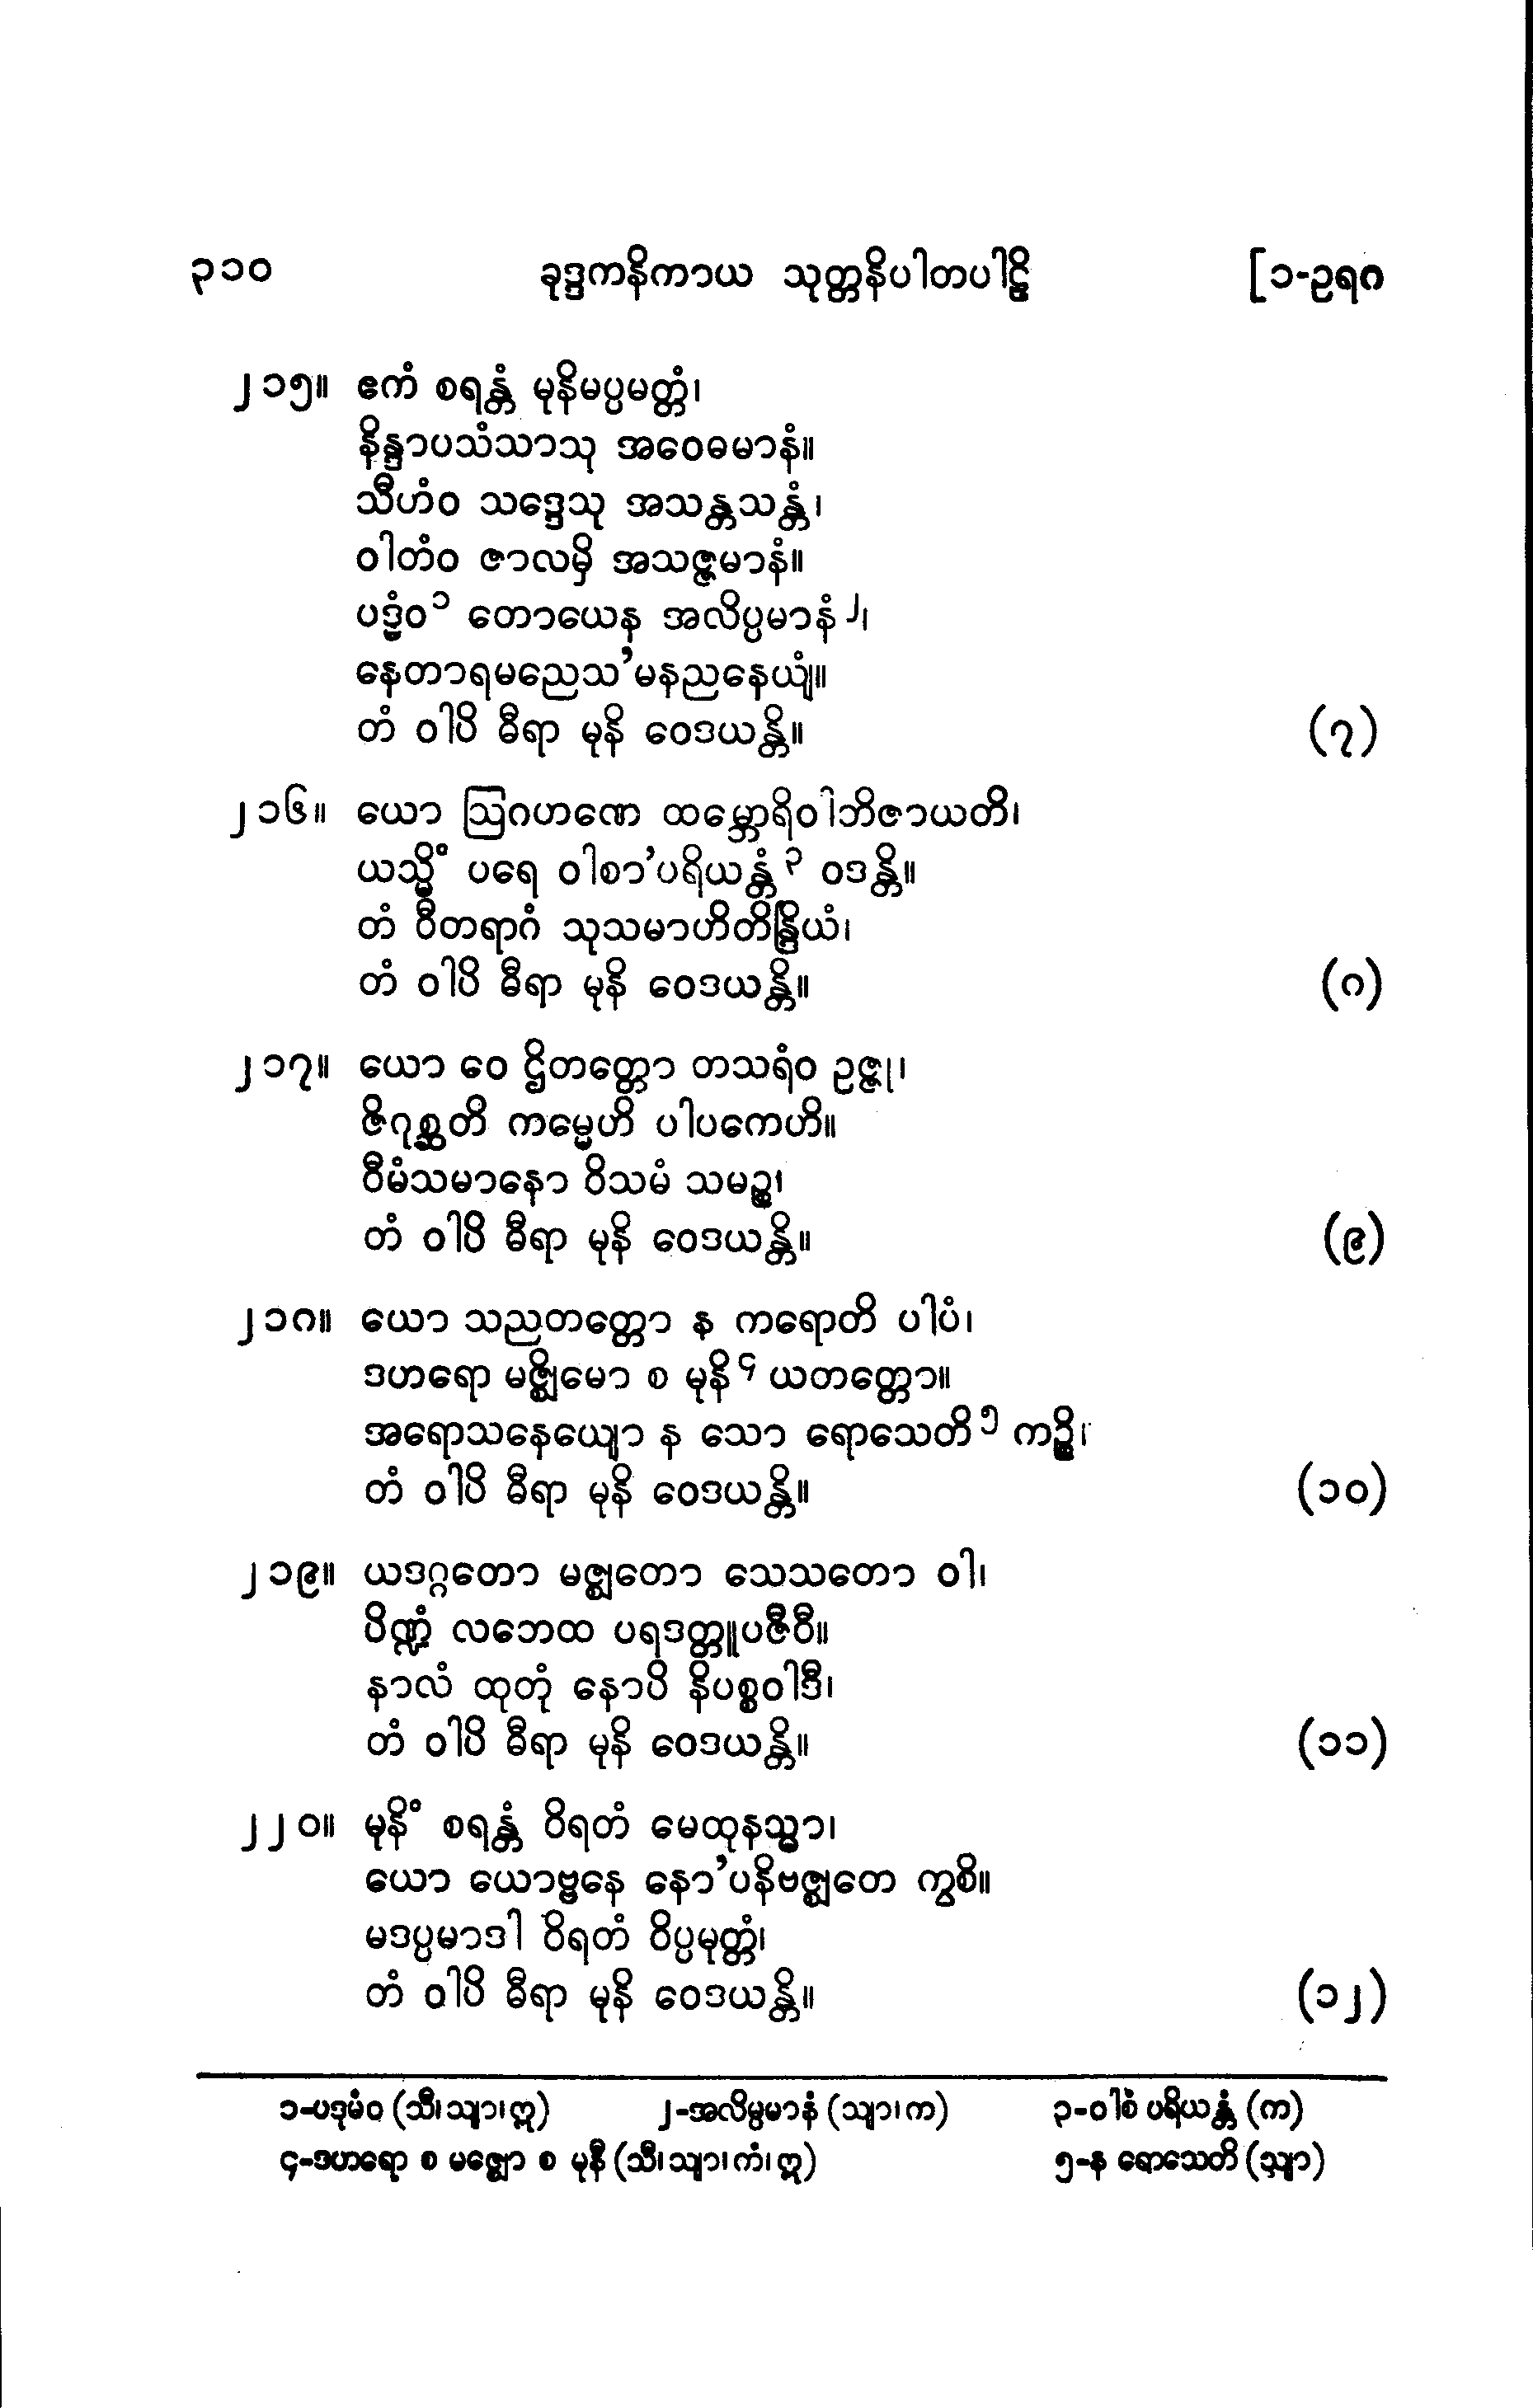 ၃၁၀ ခုဒ္ဒကနိကာယ သုတ္တနိပါတပါဠိ [၁-ဥရဂ
၂၁၅။ ဧကံ စရန္တံ မုနိမပ္ပမတ္တံ၊
နိန္ဒာပသံသာသု အဝေဓမာနံ။
သီဟံဝ သဒ္ဒေသု အသန္တသန္တံ၊
ဝါတံဝ ဇာလမှိ အသဇ္ဇမာနံ။
ပဒ္မံဝ၁ တောယေန အလိပ္ပမာနံ၂၊
နေတာရမညေသ’မနညနေယျံ။
တံ ဝါပိ ဓီရာ မုနိ ဝေဒယန္တိ။ (၇)
၂၁၆။ ယော ဩဂဟဏေ ထမ္ဘောရိဝါဘိဇာယတိ၊
ယသ္မိံ ပရေ ဝါစာ’ပရိယန္တံ၃ ဝဒန္တိ။
တံ ဝီတရာဂံ သုသမာဟိတိန္ဒြိယံ၊
တံ ဝါပိ ဓီရာ မုနိ ဝေဒယန္တိ။ (၈)
၂၁၇။ ယော ဝေ ဌိတတ္တော တသရံဝ ဥဇ္ဇု၊
ဇိဂုစ္ဆတိ ကမ္မေဟိ ပါပကေဟိ။
ဝီမံသမာနော ဝိသမံ သမဉ္စ၊
တံ ဝါပိ ဓီရာ မုနိ ဝေဒယန္တိ။ (၉)
၂၁၈။ ယော သညတတ္တော န ကရောတိ ပါပံ၊
ဒဟရော မဇ္ဈိမော စ မုနိ၄ ယတတ္တော။
အရောသနေယျော န သော ရောသေတိ၅ ကဉ္စိ၊
တံ ဝါပိ ဓီရာ မုနိ ဝေဒယန္တိ။ (၁၀)
၂၁၉။ ယဒဂ္ဂတော မဇ္ဈတော သေသတော ဝါ၊
ပိဏ္ဍံ လဘေထ ပရဒတ္တူပဇီဝီ။
နာလံ ထုတုံ နောပိ နိပစ္စဝါဒီ၊
တံ ဝါပိ ဓီရာ မုနိ ဝေဒယန္တိ။ (၁၁)
၂၂၀။ မုနိံ စရန္တံ ဝိရတံ မေထုနသ္မာ၊
ယော ယောဗ္ဗနေ နော’ပနိဗဇ္ဈတေ ကွစိ။
မဒပ္ပမာဒါ ဝိရတံ ဝိပ္ပမုတ္တံ၊
တံ ဝါပိ ဓီရာ မုနိ ဝေဒယန္တိ။ (၁၂)
၁-ပဒုမံဝ (သီ၊ သျာ၊ ဣ) ၂-အလိမ္ပမာနံ (သျာ၊ က) ၃-ဝါစံ ပရိယန္တံ (က)
၄-ဒဟရော စ မဇ္ဈော စ မုနီ (သီ၊ သျာ၊ ကံ၊ ဣ) ၅-န ရောသေတိ (သျာ)